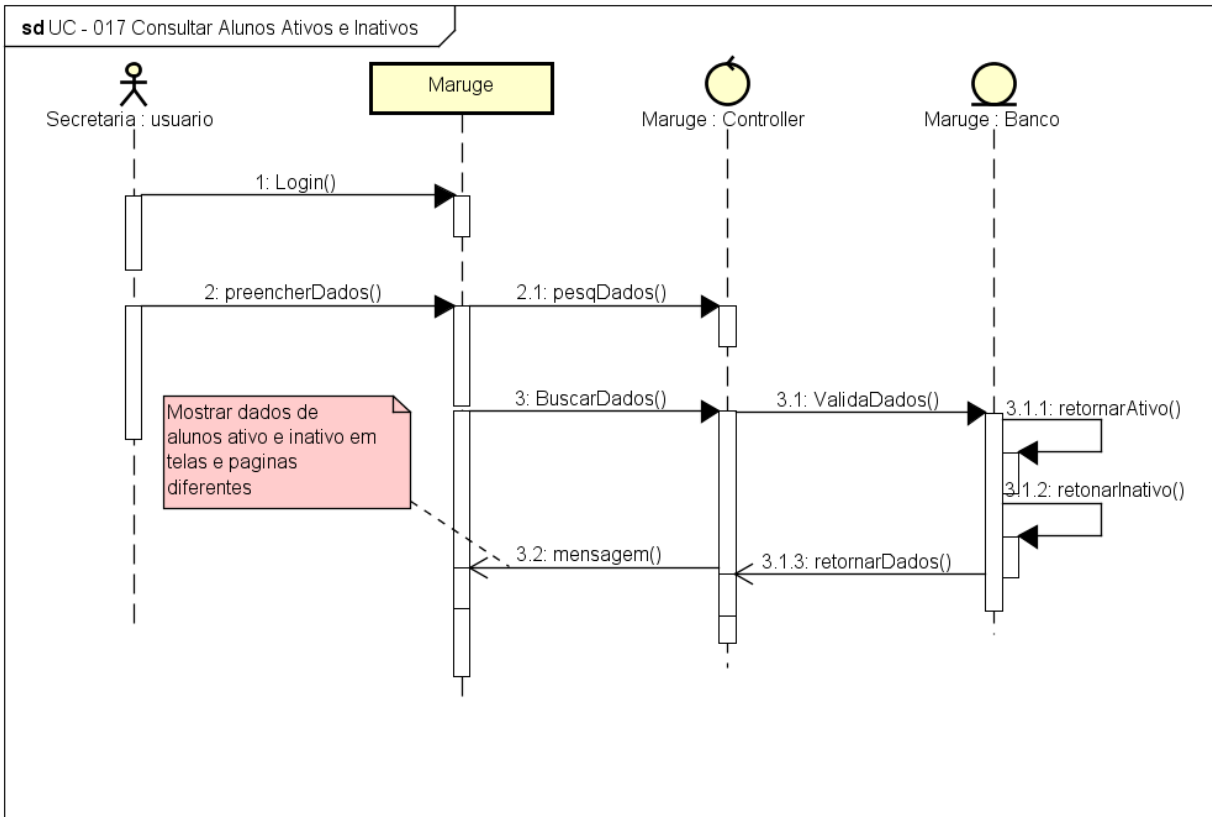 sd UC - 017 Consultar Alunos Ativos e Inativos
Secretaria : usuario
Maruge
Maruge : Controller
Maruge : Banco
1: Login()
2: preencherDados()
2.1: pesqDados()
3: BuscarDados()
3.1: ValidaDados()
3.1.1: retornarAtivo()
Mostrar dados de
alunos ativo e inativo em
telas e paginas
diferentes
3.1.2: retonarInativo()
3.2: mensagem()
3.1.3: retornarDados()